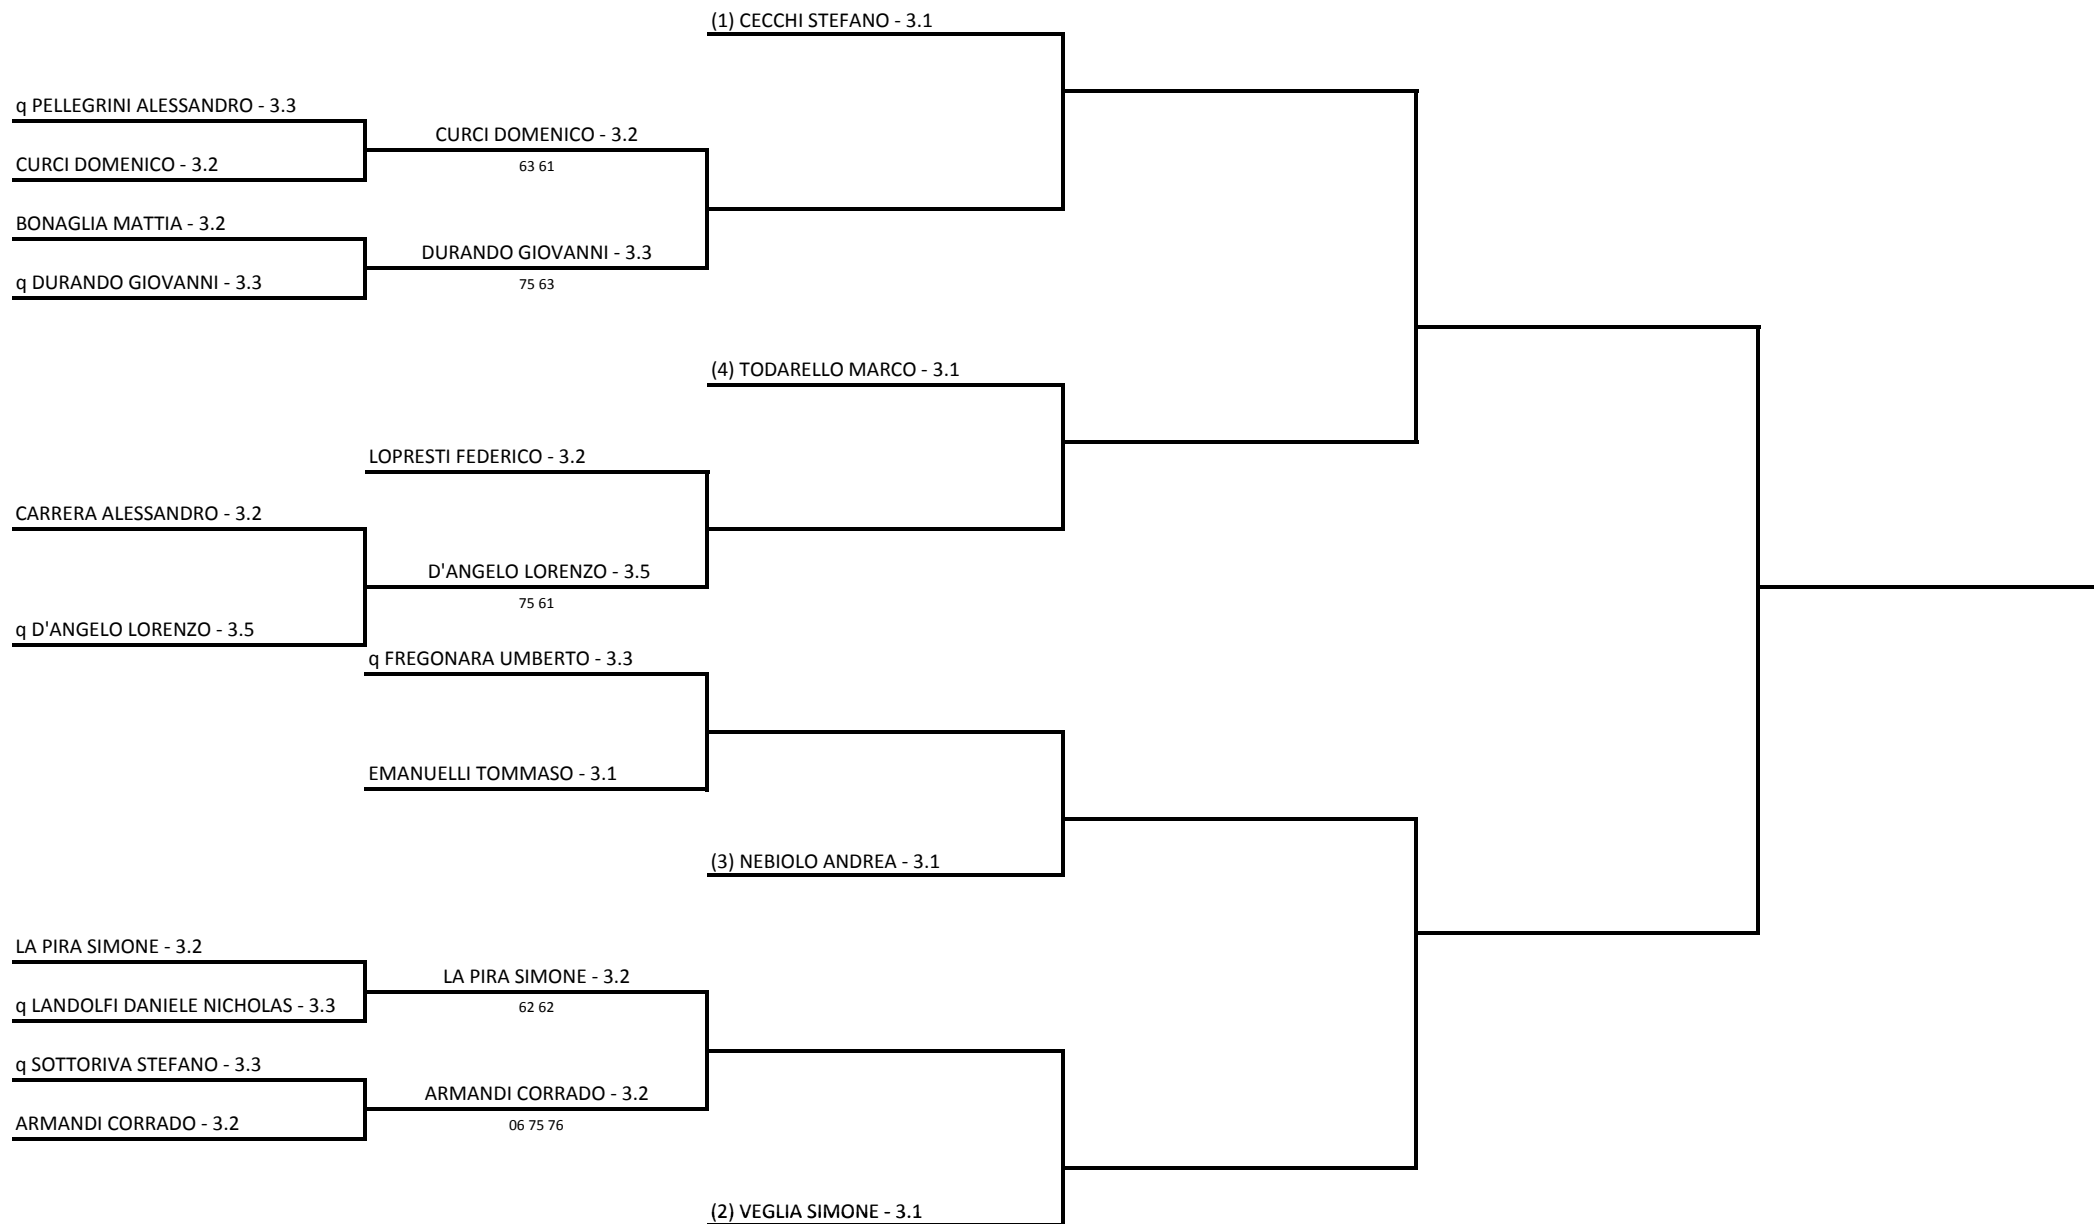 (1) CECCHI STEFANO - 3.1
q PELLEGRINI ALESSANDRO - 3.3
CURCI DOMENICO - 3.2
CURCI DOMENICO - 3.2
63 61
BONAGLIA MATTIA - 3.2
DURANDO GIOVANNI - 3.3
q DURANDO GIOVANNI - 3.3
75 63
(4) TODARELLO MARCO - 3.1
LOPRESTI FEDERICO - 3.2
CARRERA ALESSANDRO - 3.2
D'ANGELO LORENZO - 3.5
75 61
q D'ANGELO LORENZO - 3.5
q FREGONARA UMBERTO - 3.3
EMANUELLI TOMMASO - 3.1
(3) NEBIOLO ANDREA - 3.1
LA PIRA SIMONE - 3.2
LA PIRA SIMONE - 3.2
q LANDOLFI DANIELE NICHOLAS - 3.3
62 62
q SOTTORIVA STEFANO - 3.3
ARMANDI CORRADO - 3.2
ARMANDI CORRADO - 3.2
06 75 76
(2) VEGLIA SIMONE - 3.1